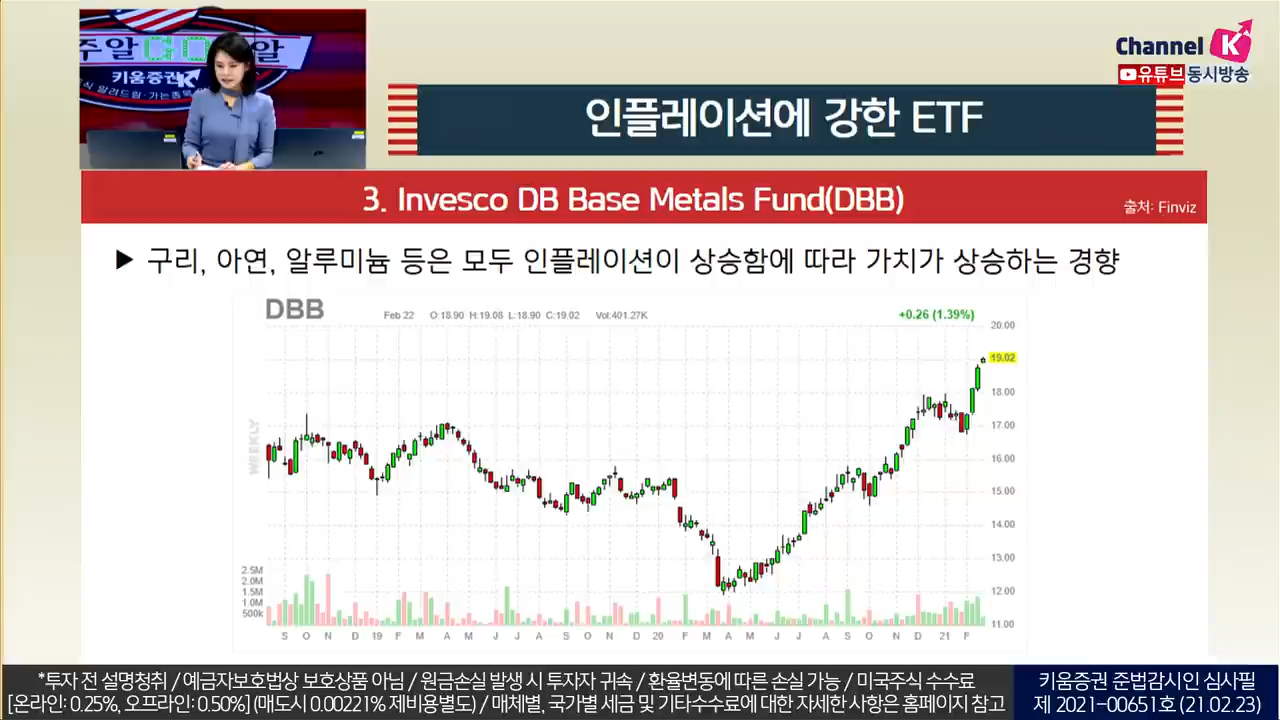 주알 GO 알
키움증권 K
Channel K
유튜브 동시방송
인플레이션에 강한 ETF
3. Invesco DB Base Metals Fund(DBB)
출처: Finviz
▶ 구리, 아연, 알루미늄 등은 모두 인플레이션이 상승함에 따라 가치가 상승하는 경향
DBB
Feb 22 O:18.90 H:19.08 L:18.90 C:19.02 Vol:401.27K
+0.26 (1.39%)
WEEKLY
20.00
19.02
18.00
17.00
16.00
15.00
14.00
13.00
12.00
11.00
2.5M
2.0M
1.5M
1.0M
500k
S O N D 19 F M A M J J A S O N D 20 F M A M J J A S O N D 21 F
*투자 전 설명청취 / 예금자보호법상 보호상품 아님 / 원금손실 발생 시 투자자 귀속 / 환율변동에 따른 손실 가능 / 미국주식 수수료
[온라인: 0.25%, 오프라인: 0.50%] (매도시 0.00221% 제비용별도) / 매체별, 국가별 세금 및 기타수수료에 대한 자세한 사항은 홈페이지 참고
키움증권 준법감시인 심사필
제 2021-00651호 (21.02.23)